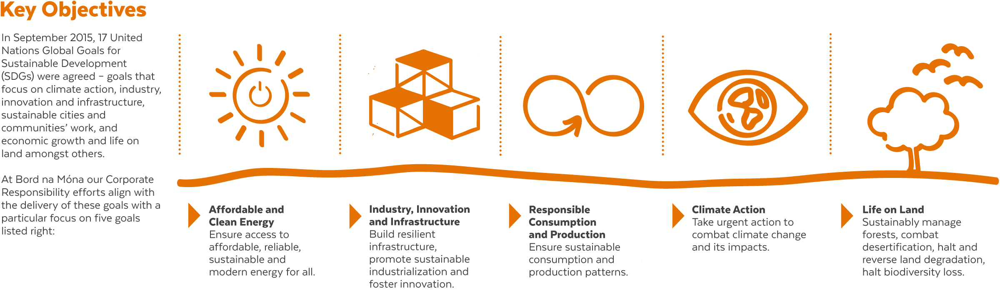 Key Objectives
In September 2015, 17 United
Nations Global Goals for
Sustainable Development
(SDGs) were agreed – goals that
focus on climate action, industry,
innovation and infrastructure,
sustainable cities and
communities’ work, and
economic growth and life on
land amongst others.
At Bord na Móna our Corporate
Responsibility efforts align with
the delivery of these goals with a
particular focus on five goals
listed right:
Affordable and
Clean Energy
Ensure access to
affordable, reliable,
sustainable and
modern energy for all.
Industry, Innovation
and Infrastructure
Build resilient
infrastructure,
promote sustainable
industrialization and
foster innovation.
Responsible
Consumption
and Production
Ensure sustainable
consumption and
production patterns.
Climate Action
Take urgent action to
combat climate change
and its impacts.
Life on Land
Sustainably manage
forests, combat
desertification, halt and
reverse land degradation,
halt biodiversity loss.